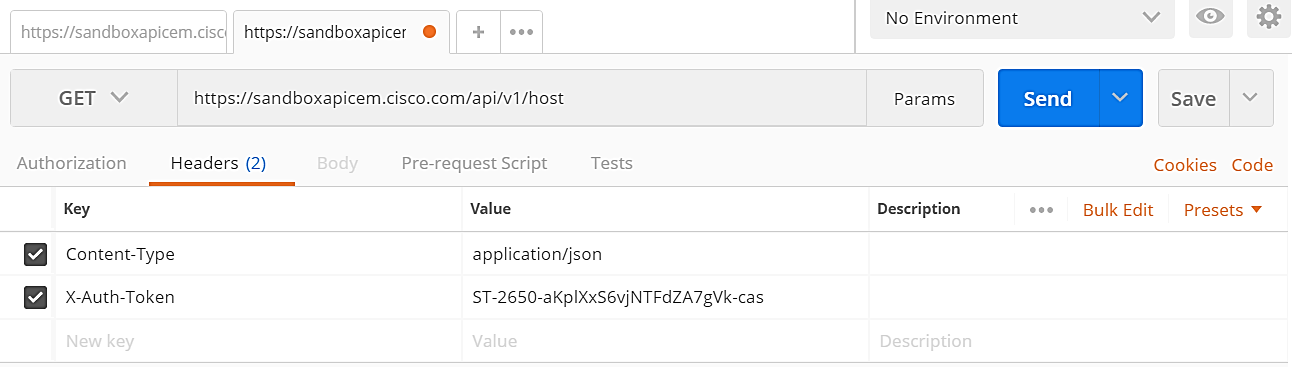 https://sandboxapicem.cisc https://sandboxapicem + ••• No Environment
GET https://sandboxapicem.cisco.com/api/v1/host Params Send Save
Authorization Headers (2) Body Pre-request Script Tests Cookies Code
Key Value Description ••• Bulk Edit Presets
Content-Type application/json
X-Auth-Token ST-2650-aKplXxS6vjNTFdZA7gVk-cas
New key Value Description